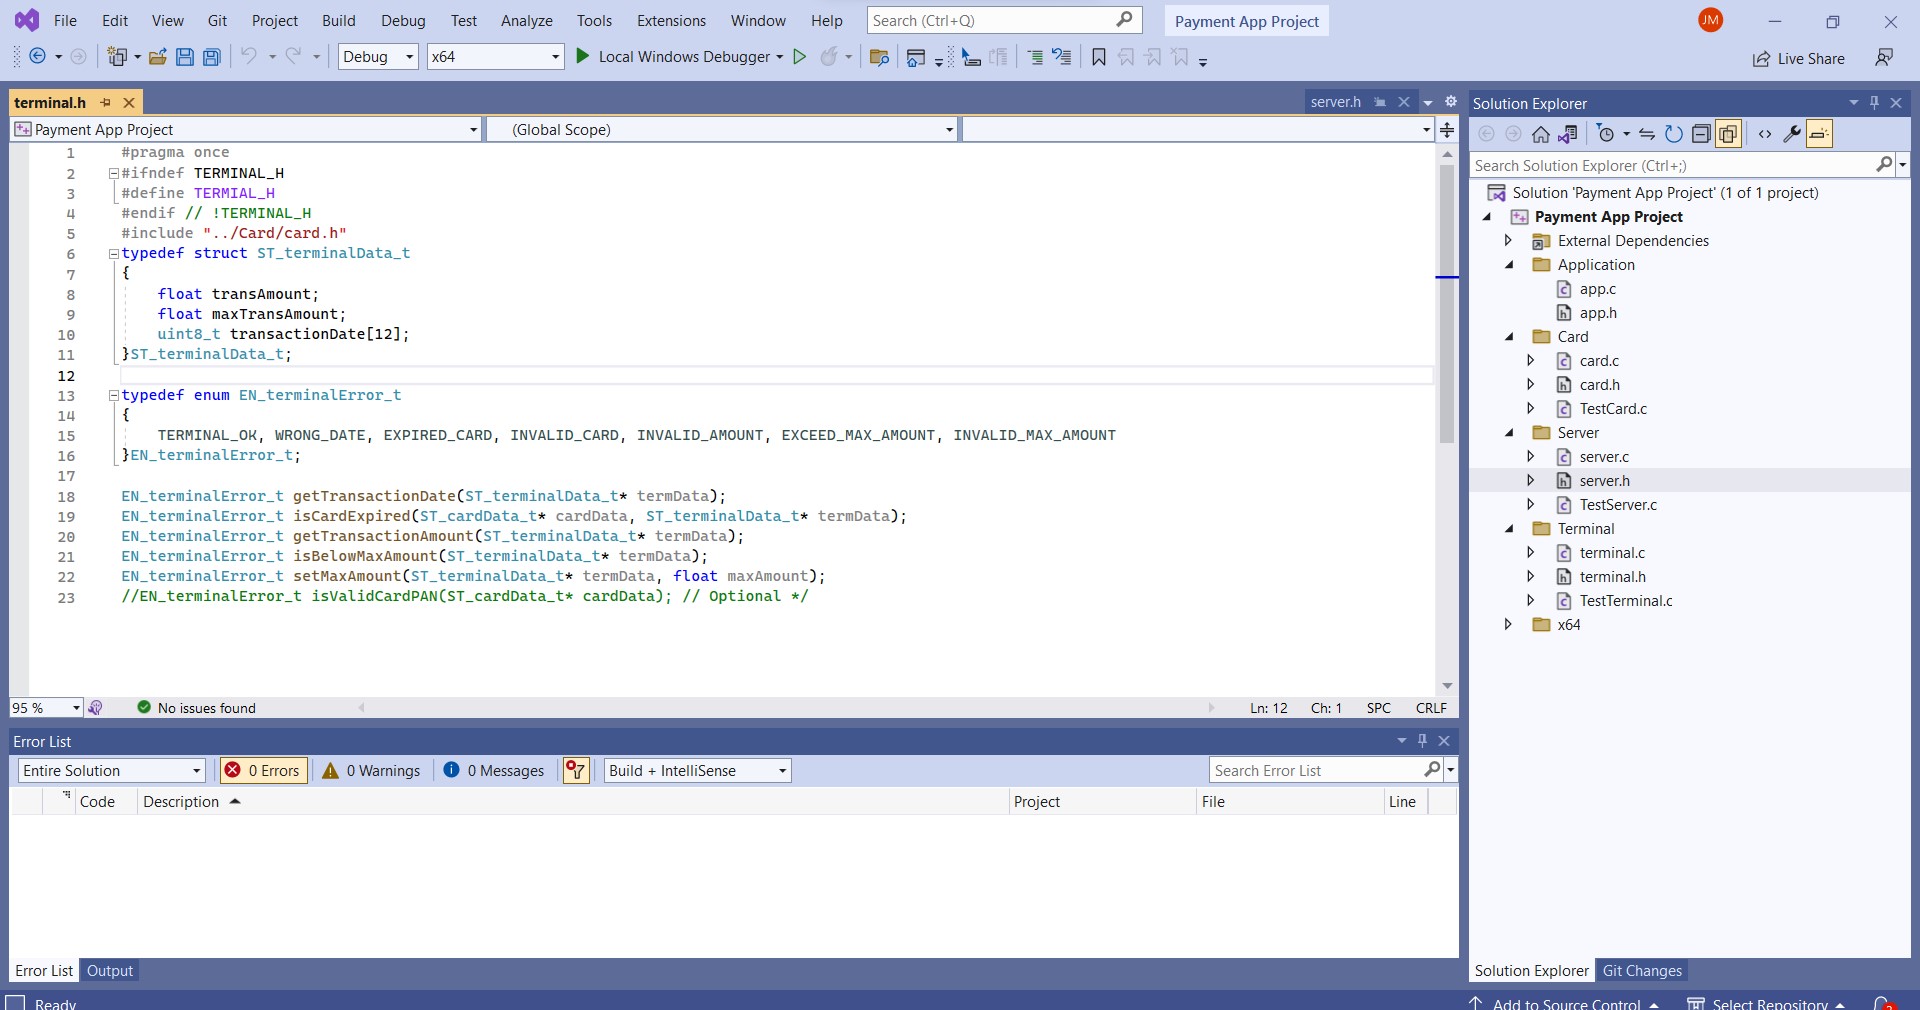 File Edit View Git Project Build Debug Test Analyze Tools Extensions Window Help Search (Ctrl+Q) Payment App Project JM
Debug x64 Local Windows Debugger Live Share
terminal.h server.h
Payment App Project (Global Scope)
1 #pragma once
2 #ifndef TERMINAL_H
3 #define TERMIAL_H
4 #endif // !TERMINAL_H
5 #include "../Card/card.h"
6 typedef struct ST_terminalData_t
7 {
8 float transAmount;
9 float maxTransAmount;
10 uint8_t transactionDate[12];
11 }ST_terminalData_t;
12
13 typedef enum EN_terminalError_t
14 {
15 TERMINAL_OK, WRONG_DATE, EXPIRED_CARD, INVALID_CARD, INVALID_AMOUNT, EXCEED_MAX_AMOUNT, INVALID_MAX_AMOUNT
16 }EN_terminalError_t;
17
18 EN_terminalError_t getTransactionDate(ST_terminalData_t* termData);
19 EN_terminalError_t isCardExpired(ST_cardData_t* cardData, ST_terminalData_t* termData);
20 EN_terminalError_t getTransactionAmount(ST_terminalData_t* termData);
21 EN_terminalError_t isBelowMaxAmount(ST_terminalData_t* termData);
22 EN_terminalError_t setMaxAmount(ST_terminalData_t* termData, float maxAmount);
23 //EN_terminalError_t isValidCardPAN(ST_cardData_t* cardData); // Optional */
95 % No issues found Ln: 12 Ch: 1 SPC CRLF
Error List
Entire Solution 0 Errors 0 Warnings 0 Messages Build + IntelliSense Search Error List
Code Description Project File Line
Error List Output
Solution Explorer
Search Solution Explorer (Ctrl+;)
Solution 'Payment App Project' (1 of 1 project)
Payment App Project
External Dependencies
Application
app.c
app.h
Card
card.c
card.h
TestCard.c
Server
server.c
server.h
TestServer.c
Terminal
terminal.c
terminal.h
TestTerminal.c
x64
Solution Explorer Git Changes
Ready Add to Source Control Select Repository